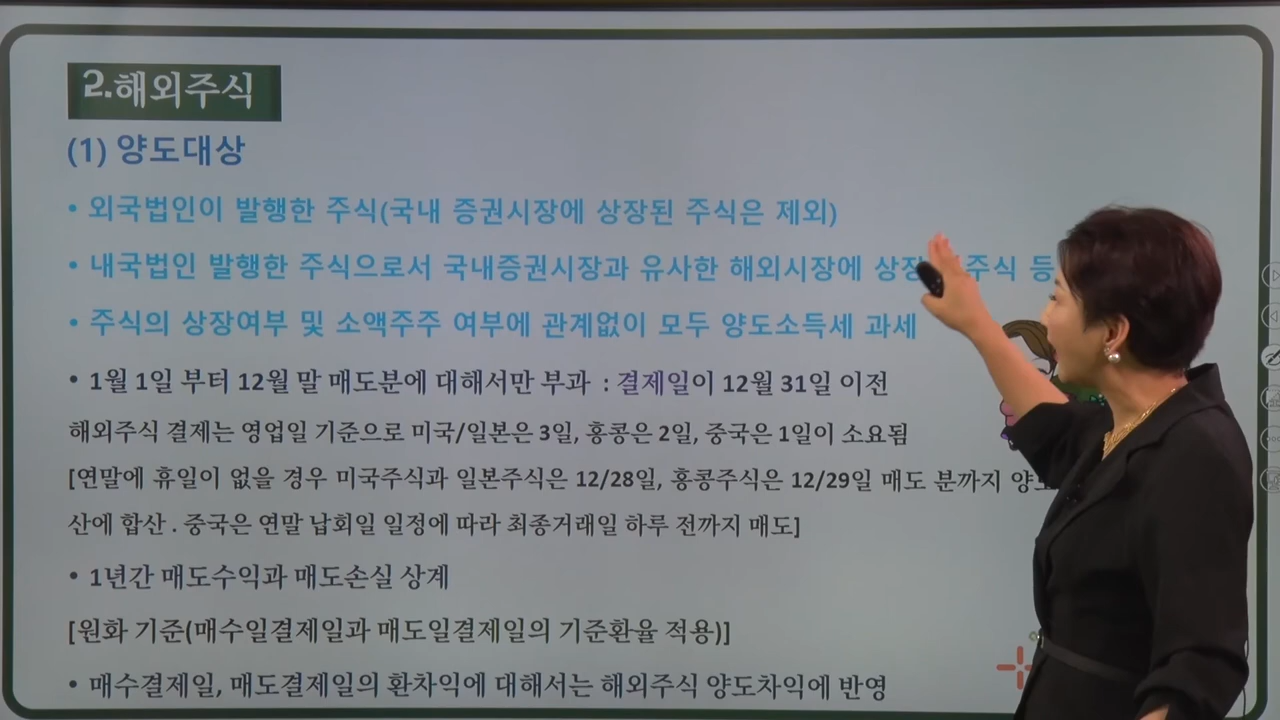 2.해외주식
(1) 양도대상
• 외국법인이 발행한 주식(국내 증권시장에 상장된 주식은 제외)
• 내국법인 발행한 주식으로서 국내증권시장과 유사한 해외시장에 상장 주식 등
• 주식의 상장여부 및 소액주주 여부에 관계없이 모두 양도소득세 과세
• 1월 1일 부터 12월 말 매도분에 대해서만 부과 : 결제일이 12월 31일 이전
해외주식 결제는 영업일 기준으로 미국/일본은 3일, 홍콩은 2일, 중국은 1일이 소요됨
[연말에 휴일이 없을 경우 미국주식과 일본주식은 12/28일, 홍콩주식은 12/29일 매도 분까지
산에 합산 . 중국은 연말 납회일 일정에 따라 최종거래일 하루 전까지 매도]
• 1년간 매도수익과 매도손실 상계
[원화 기준(매수일결제일과 매도일결제일의 기준환율 적용)]
• 매수결제일, 매도결제일의 환차익에 대해서는 해외주식 양도차익에 반영